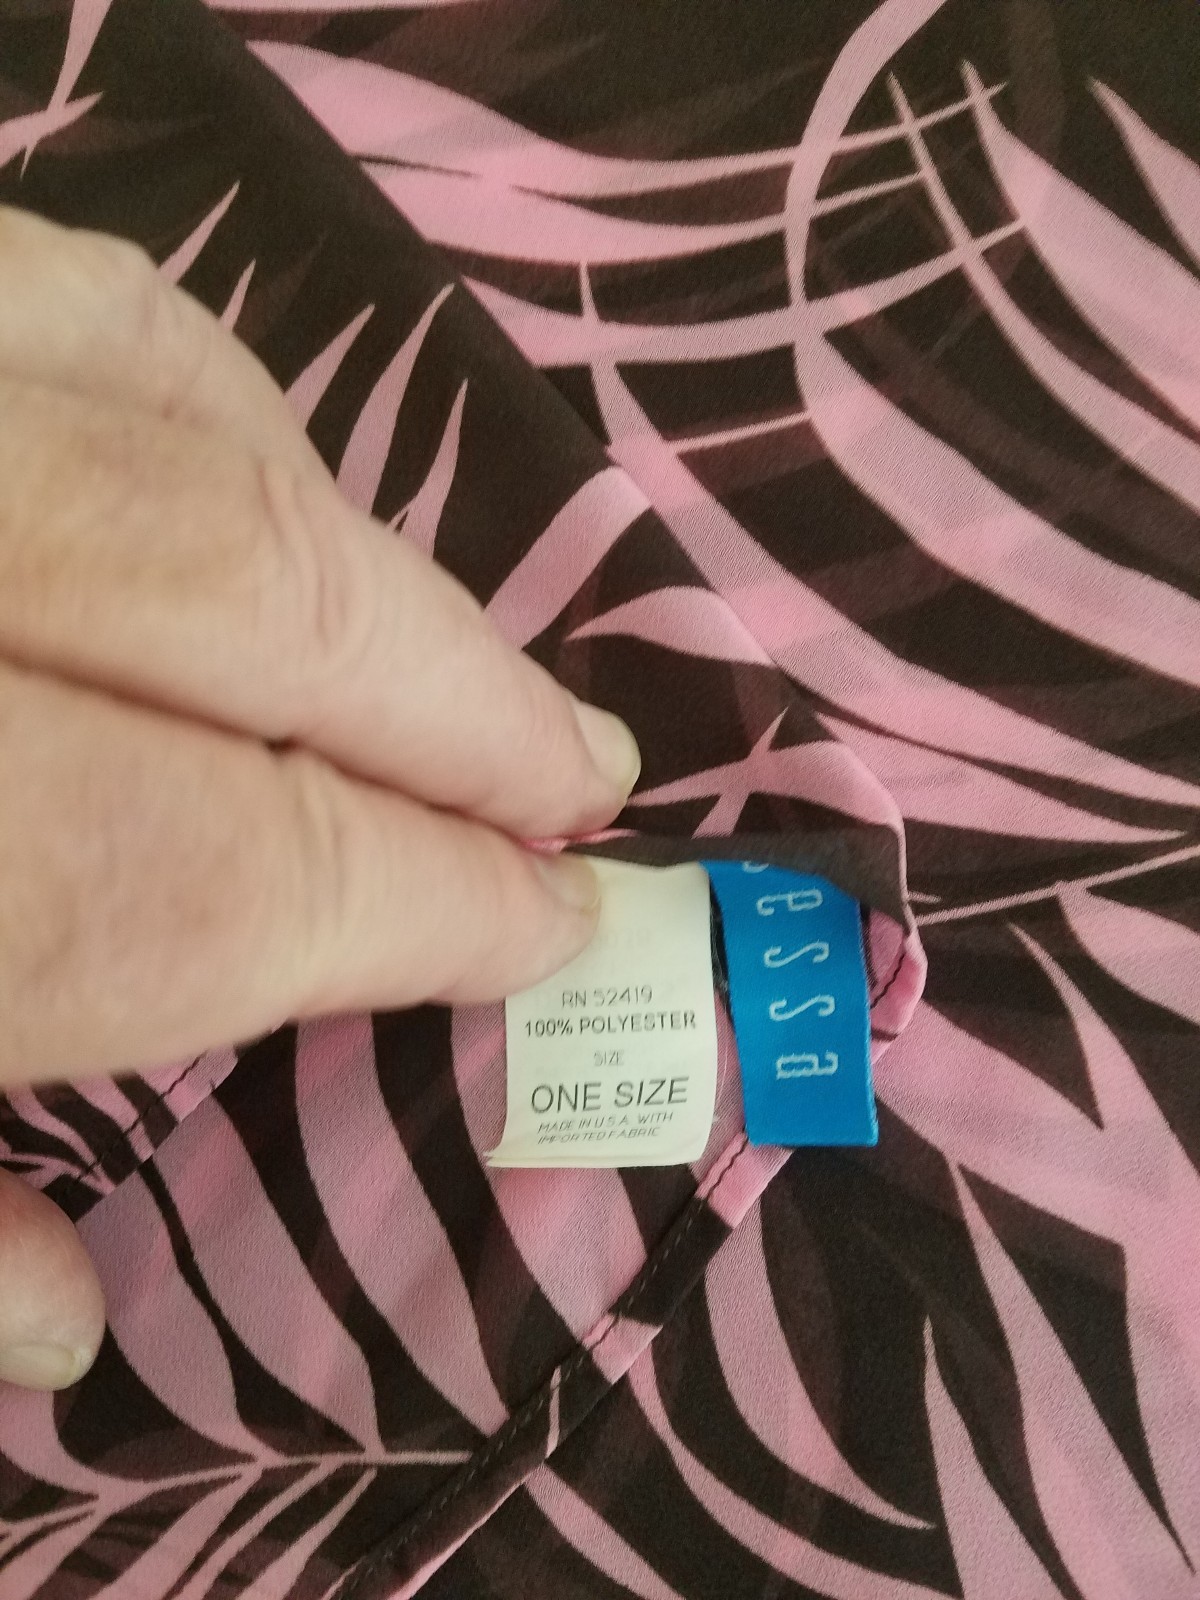 RN 52419
100% POLYESTER
SIZE
ONE SIZE
MADE IN U.S.A. WITH
IMPORTED FABRIC
essa